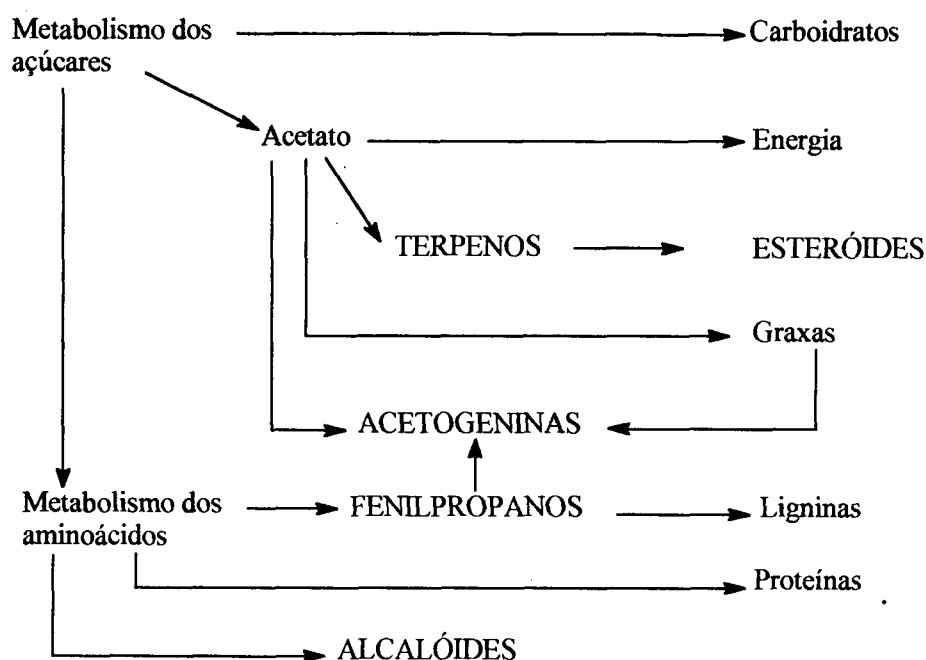 Metabolismo dos
açúcares
Carboidratos
Acetato
Energia
TERPENOS
ESTERÓIDES
Graxas
ACETOGENINAS
Metabolismo dos
aminoácidos
FENILPROPANOS
Ligninas
Proteínas
ALCALÓIDES